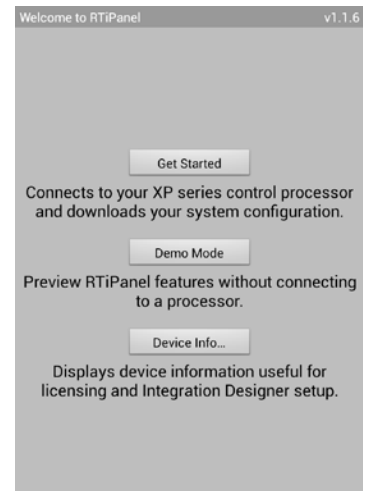 Welcome to RTiPanel v1.1.6
Get Started
Connects to your XP series control processor
and downloads your system configuration.
Demo Mode
Preview RTiPanel features without connecting
to a processor.
Device Info...
Displays device information useful for
licensing and Integration Designer setup.